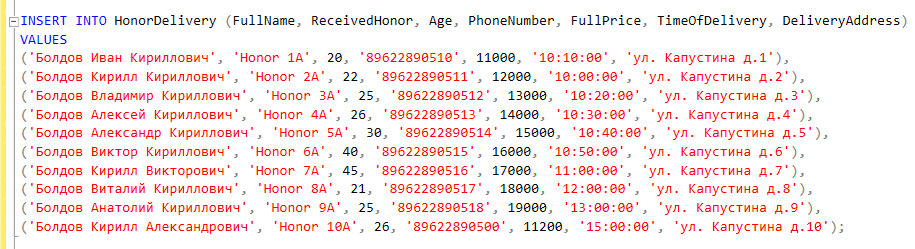 INSERT INTO HonorDelivery (FullName, ReceivedHonor, Age, PhoneNumber, FullPrice, TimeOfDelivery, DeliveryAddress)
VALUES
('Болдов Иван Кириллович', 'Honor 1A', 20, '89622890510', 11000, '10:10:00', 'ул. Капустина д.1'),
('Болдов Кирилл Кириллович', 'Honor 2A', 22, '89622890511', 12000, '10:00:00', 'ул. Капустина д.2'),
('Болдов Владимир Кириллович', 'Honor 3A', 25, '89622890512', 13000, '10:20:00', 'ул. Капустина д.3'),
('Болдов Алексей Кириллович', 'Honor 4A', 26, '89622890513', 14000, '10:30:00', 'ул. Капустина д.4'),
('Болдов Александр Кириллович', 'Honor 5A', 30, '89622890514', 15000, '10:40:00', 'ул. Капустина д.5'),
('Болдов Виктор Кириллович', 'Honor 6A', 40, '89622890515', 16000, '10:50:00', 'ул. Капустина д.6'),
('Болдов Кирилл Викторович', 'Honor 7A', 45, '89622890516', 17000, '11:00:00', 'ул. Капустина д.7'),
('Болдов Виталий Кириллович', 'Honor 8A', 21, '89622890517', 18000, '12:00:00', 'ул. Капустина д.8'),
('Болдов Анатолий Кириллович', 'Honor 9A', 25, '89622890518', 19000, '13:00:00', 'ул. Капустина д.9'),
('Болдов Кирилл Александрович', 'Honor 10A', 26, '89622890500', 11200, '15:00:00', 'ул. Капустина д.10');